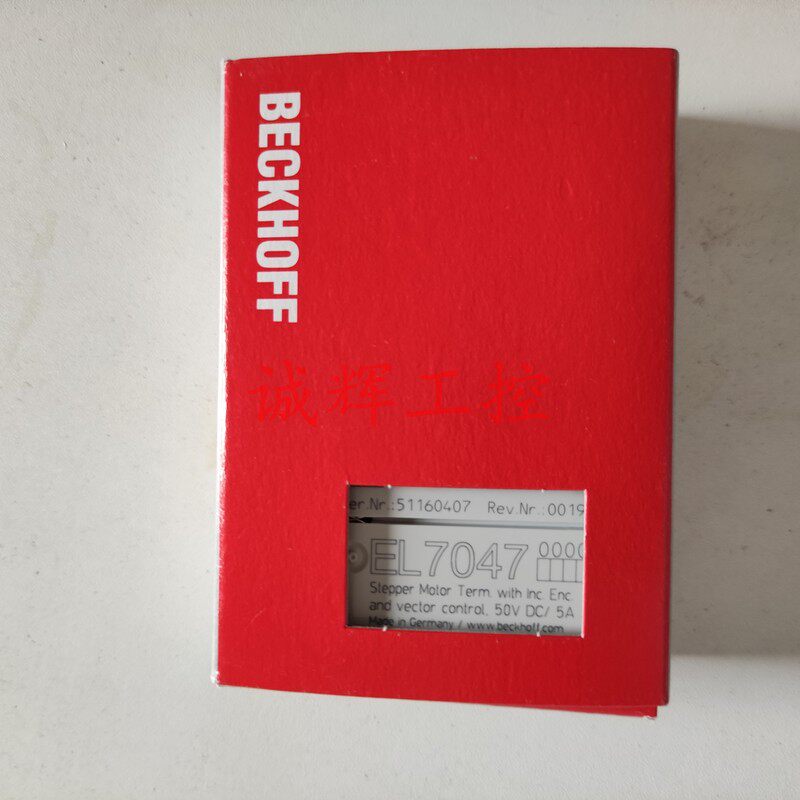 BECKHOFF
诚辉工控
er.Nr.:51160407 Rev.Nr.:0019
EL7047 0000
Stepper Motor Term. with Inc. Enc.
and vector control, 50V DC/ 5A
Made in Germany / www.beckhoff.com